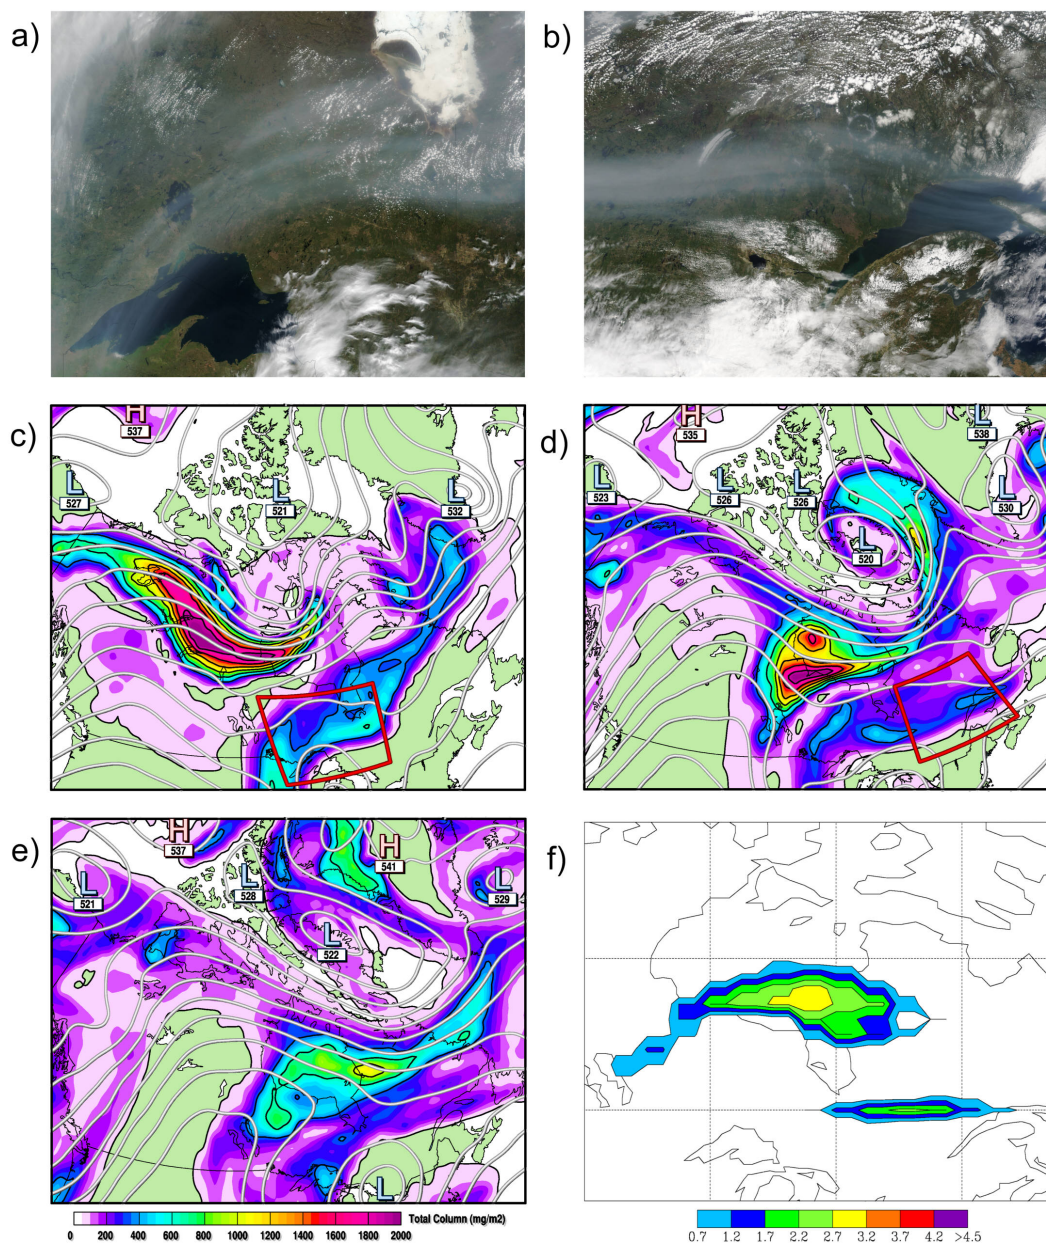 a)
b)
c)
H
537
L
527
L
521
L
532
d)
H
535
L
538
L
523
L
526
L
526
L
530
L
520
e)
H
537
H
541
L
521
L
528
L
529
L
522
L
f)
0 200 400 600 800 1000 1200 1400 1600 1800 2000 Total Column (mg/m2)
0.7 1.2 1.7 2.2 2.7 3.2 3.7 4.2 >4.5